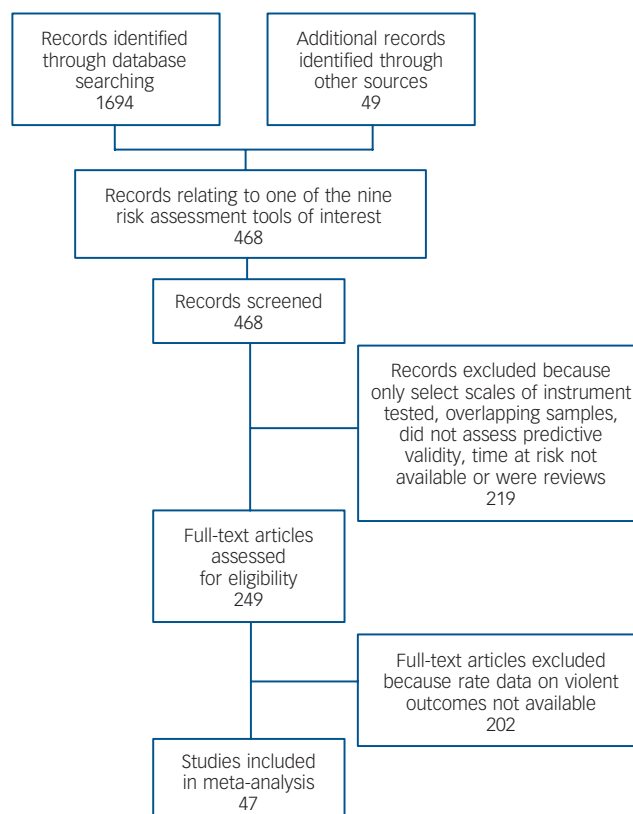 Records identified
through database
searching
1694
Additional records
identified through
other sources
49
Records relating to one of the nine
risk assessment tools of interest
468
Records screened
468
Records excluded because
only select scales of instrument
tested, overlapping samples,
did not assess predictive
validity, time at risk not
available or were reviews
219
Full-text articles
assessed
for eligibility
249
Full-text articles excluded
because rate data on violent
outcomes not available
202
Studies included
in meta-analysis
47